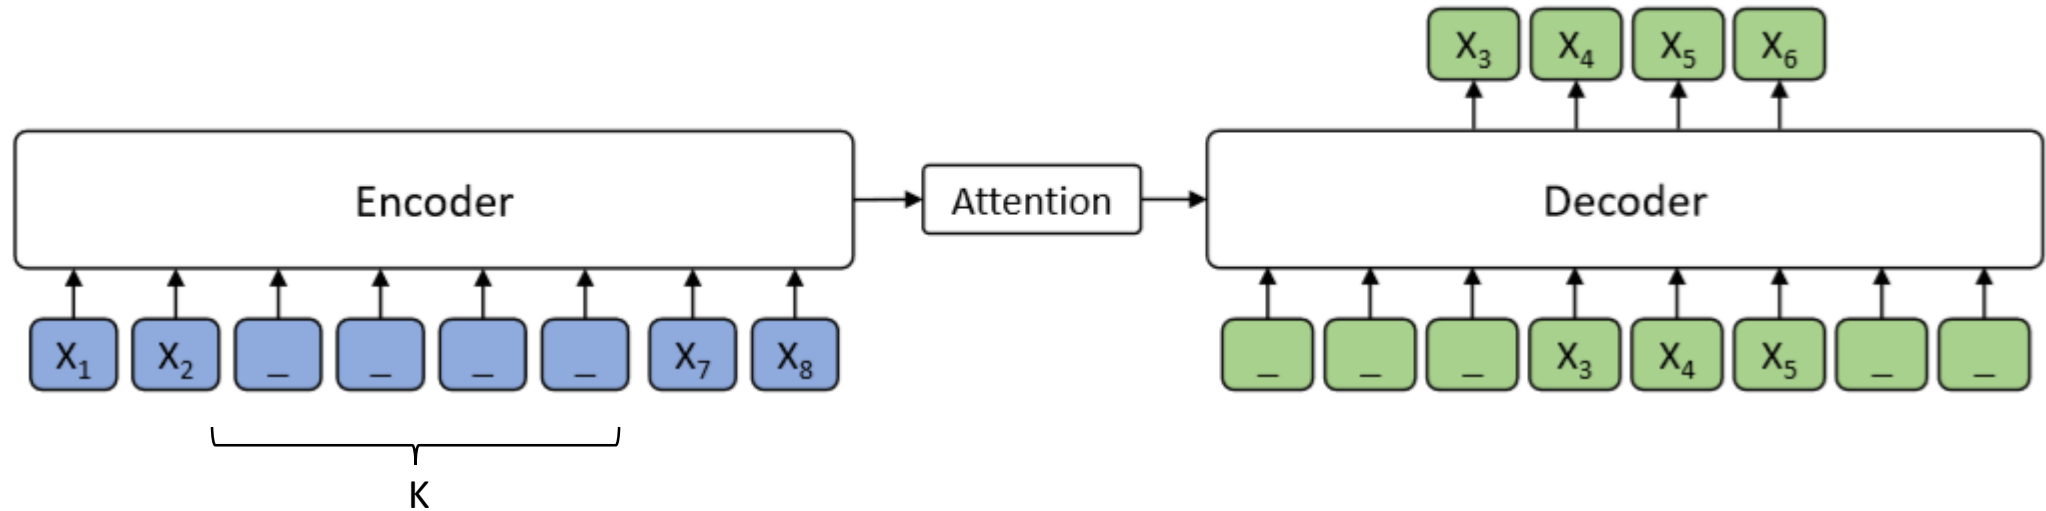 X3 X4 X5 X6
Encoder
Attention
Decoder
X1 X2 _ _ _ _ X7 X8
_ _ _ X3 X4 X5 _ _
K